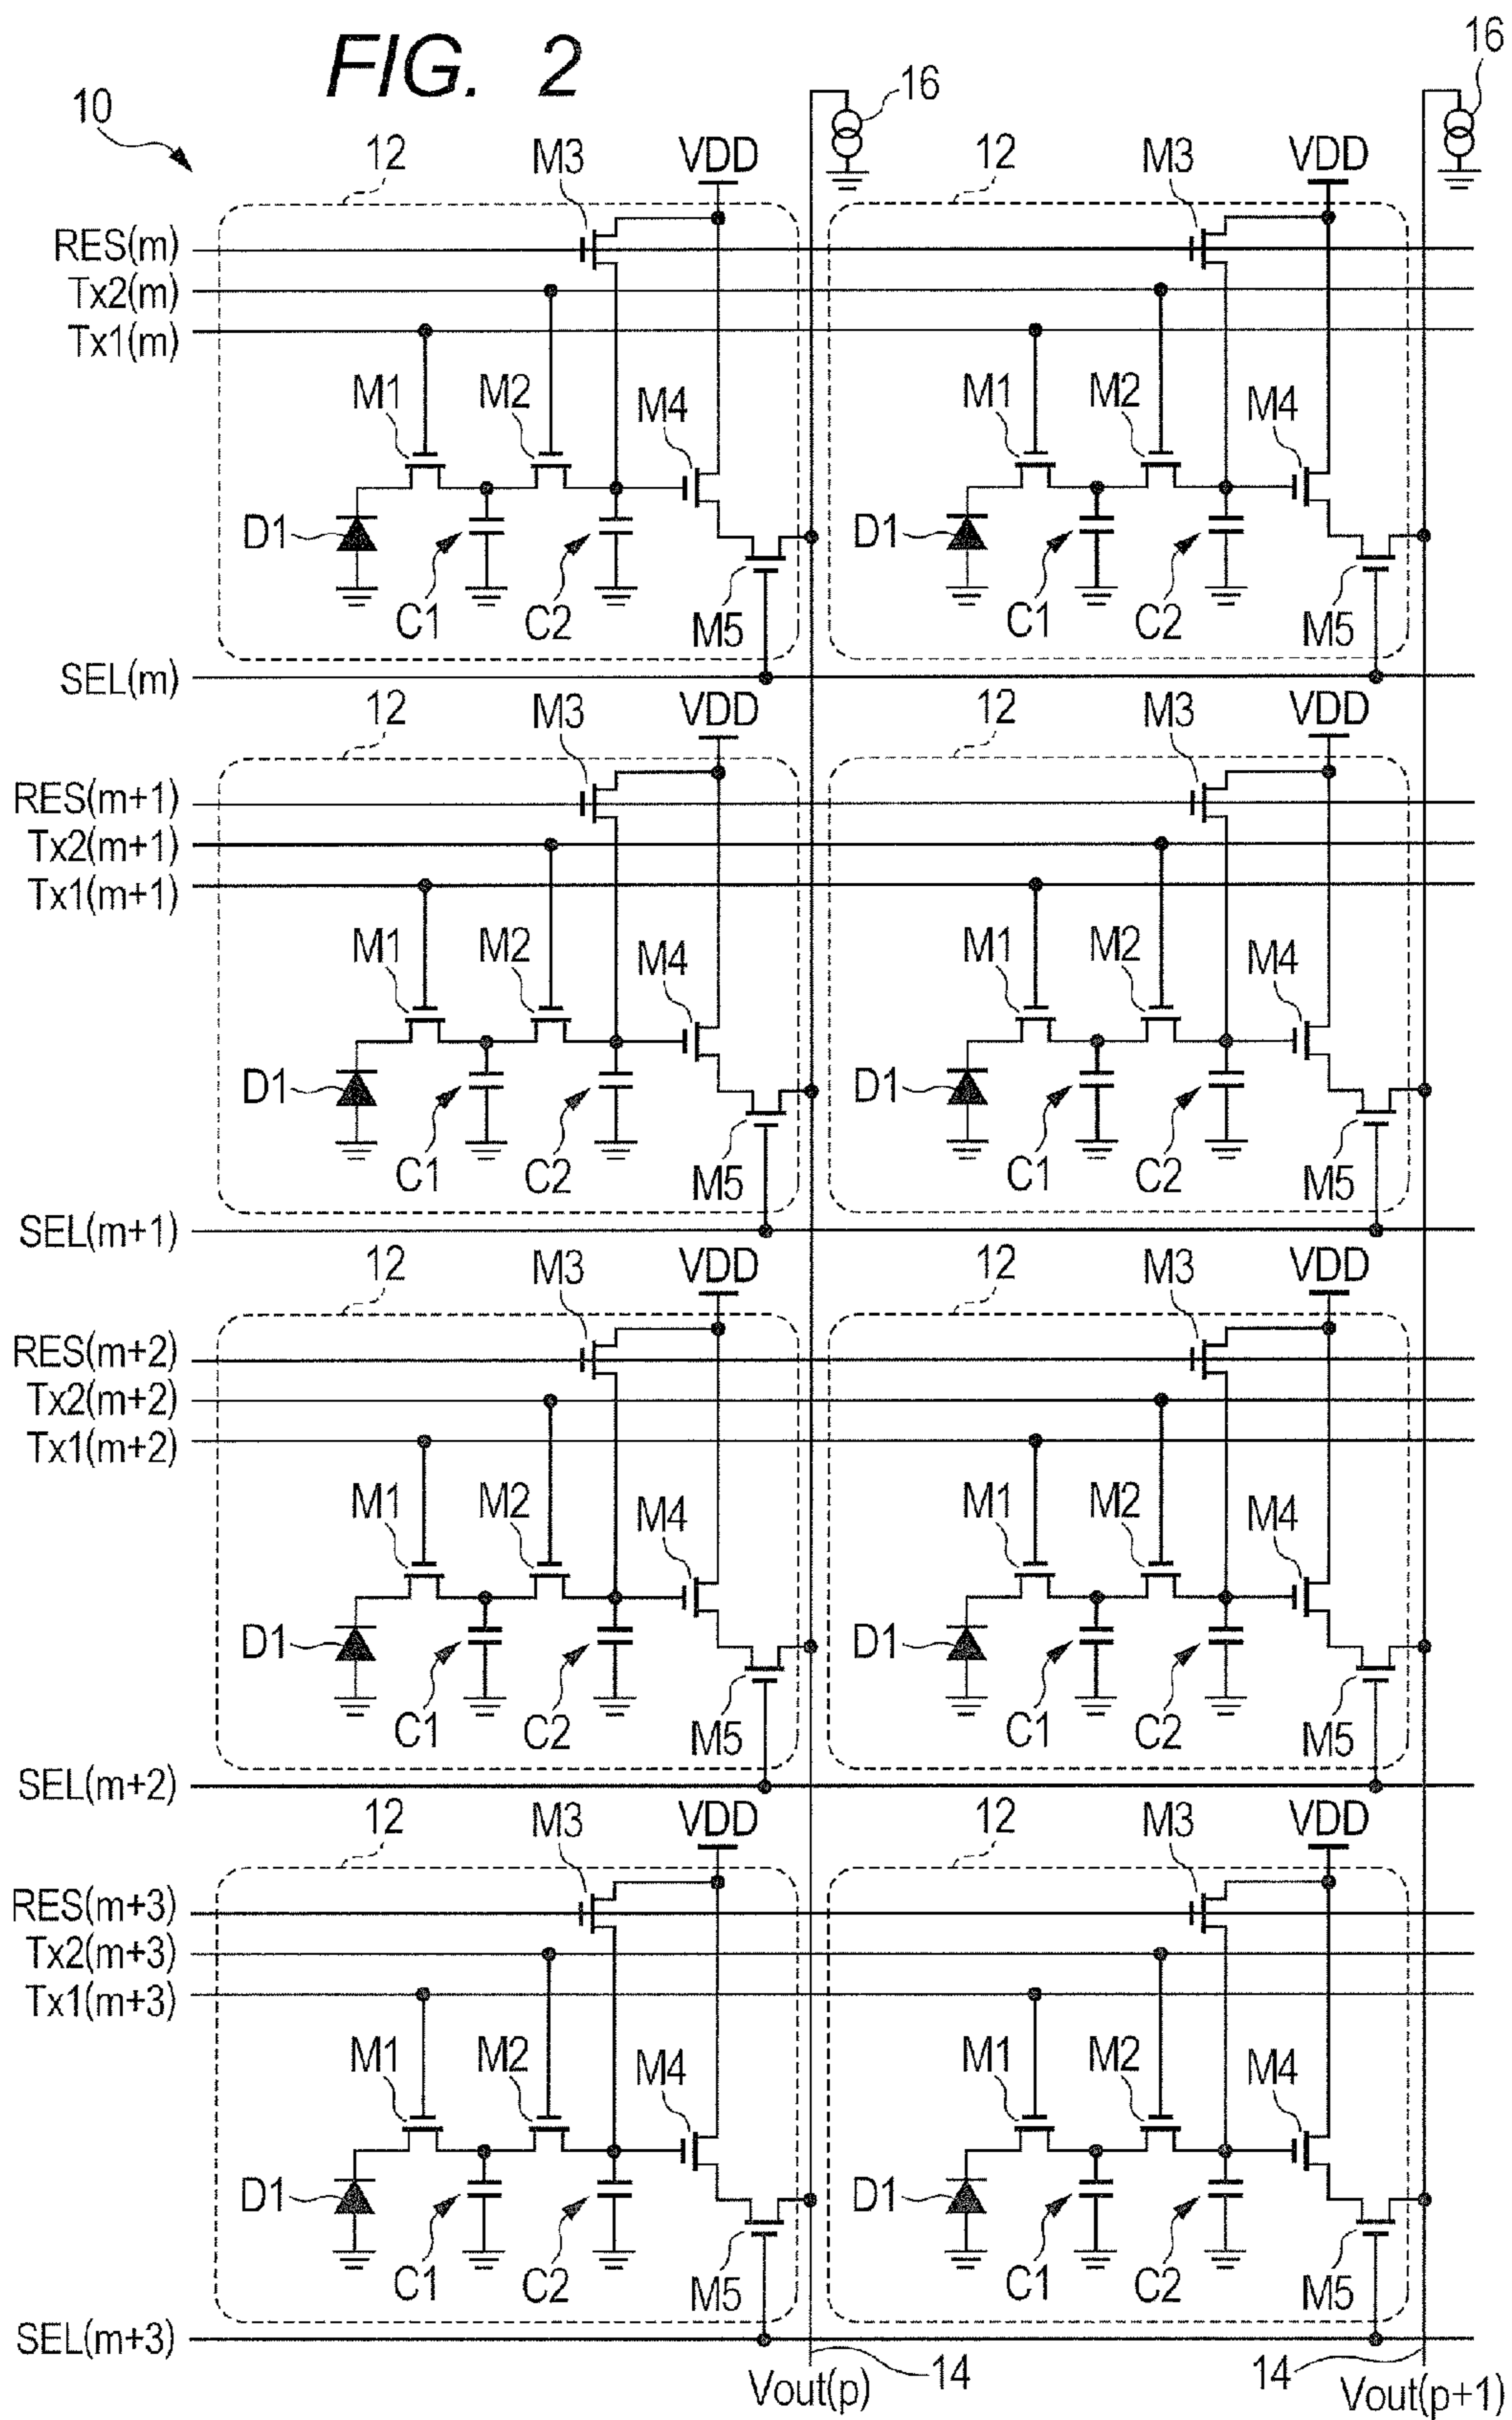 FIG. 2
10
16
16
12
M3
VDD
12
M3
VDD
RES(m)
Tx2(m)
Tx1(m)
M1
M2
M4
M1
M2
M4
D1
C1
C2
M5
D1
C1
C2
M5
SEL(m)
12
M3
VDD
12
M3
VDD
RES(m+1)
Tx2(m+1)
Tx1(m+1)
M1
M2
M4
M1
M2
M4
D1
C1
C2
M5
D1
C1
C2
M5
SEL(m+1)
12
M3
VDD
12
M3
VDD
RES(m+2)
Tx2(m+2)
Tx1(m+2)
M1
M2
M4
M1
M2
M4
D1
C1
C2
M5
D1
C1
C2
M5
SEL(m+2)
12
M3
VDD
12
M3
VDD
RES(m+3)
Tx2(m+3)
Tx1(m+3)
M1
M2
M4
M1
M2
M4
D1
C1
C2
M5
D1
C1
C2
M5
SEL(m+3)
14
14
Vout(p)
Vout(p+1)